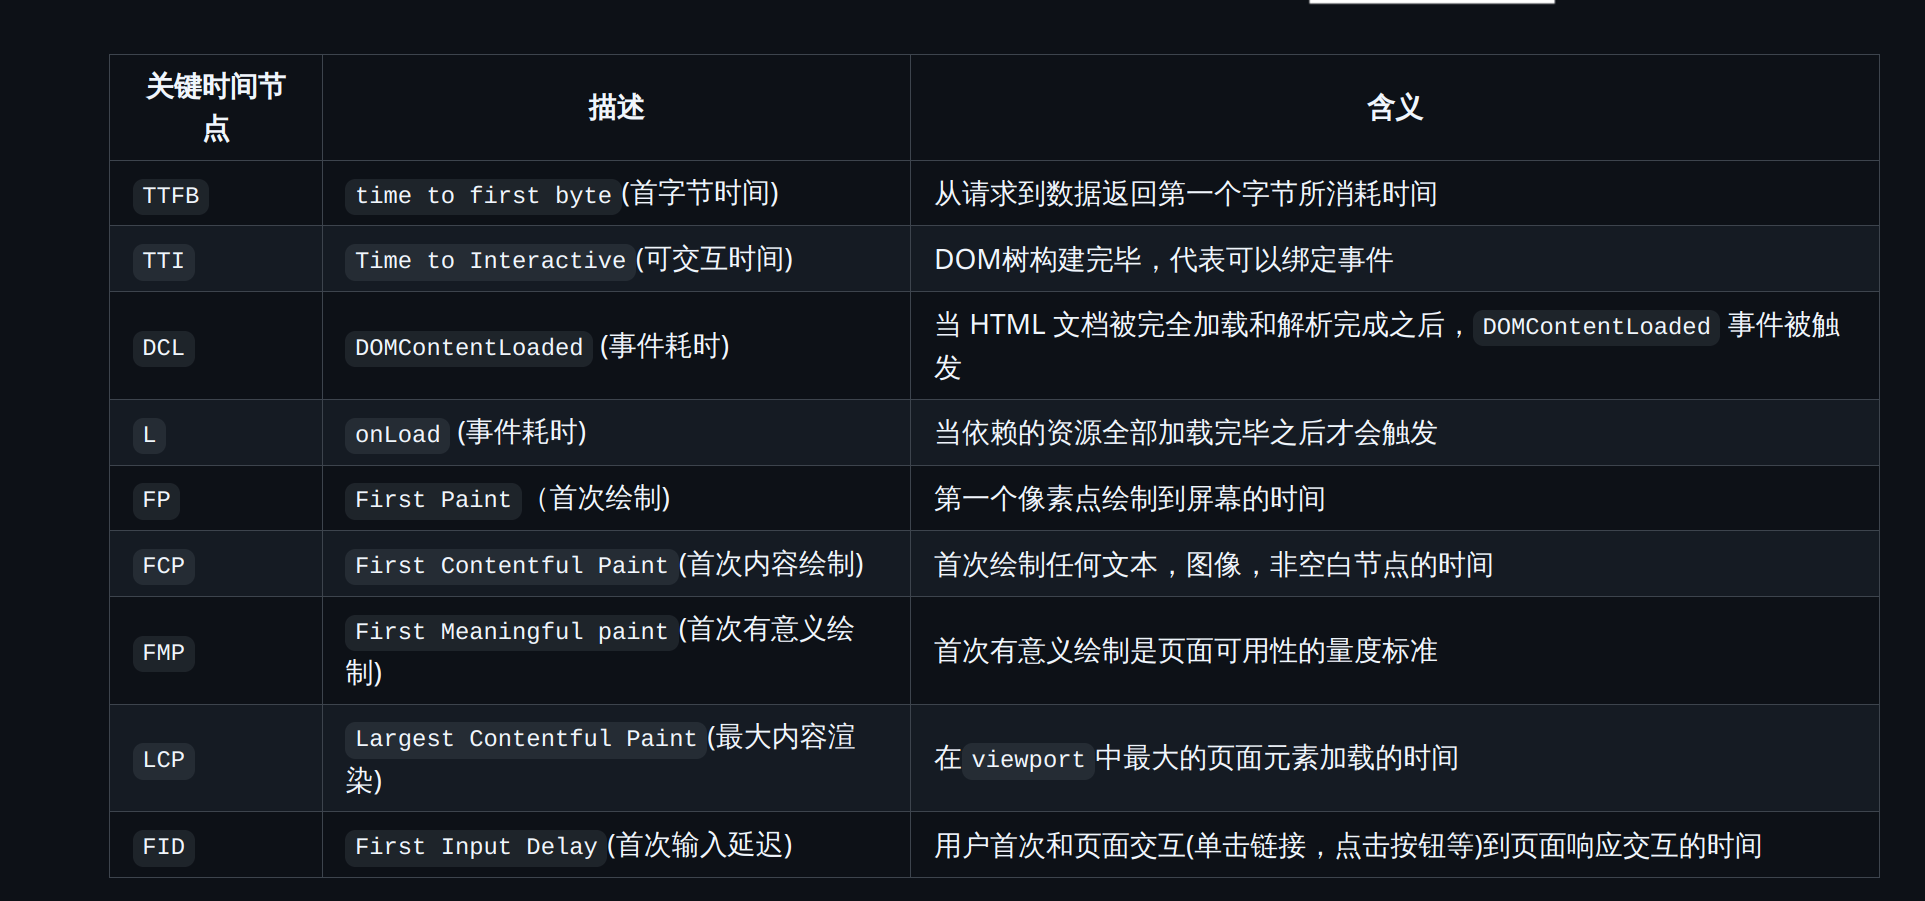 关键时间节
点
描述
含义
TTFB
time to first byte(首字节时间)
从请求到数据返回第一个字节所消耗时间
TTI
Time to Interactive(可交互时间)
DOM树构建完毕，代表可以绑定事件
DCL
DOMContentLoaded (事件耗时)
当 HTML 文档被完全加载和解析完成之后，DOMContentLoaded 事件被触
发
L
onLoad (事件耗时)
当依赖的资源全部加载完毕之后才会触发
FP
First Paint（首次绘制)
第一个像素点绘制到屏幕的时间
FCP
First Contentful Paint(首次内容绘制)
首次绘制任何文本，图像，非空白节点的时间
FMP
First Meaningful paint(首次有意义绘
制)
首次有意义绘制是页面可用性的量度标准
LCP
Largest Contentful Paint(最大内容渲
染)
在viewport中最大的页面元素加载的时间
FID
First Input Delay(首次输入延迟)
用户首次和页面交互(单击链接，点击按钮等)到页面响应交互的时间